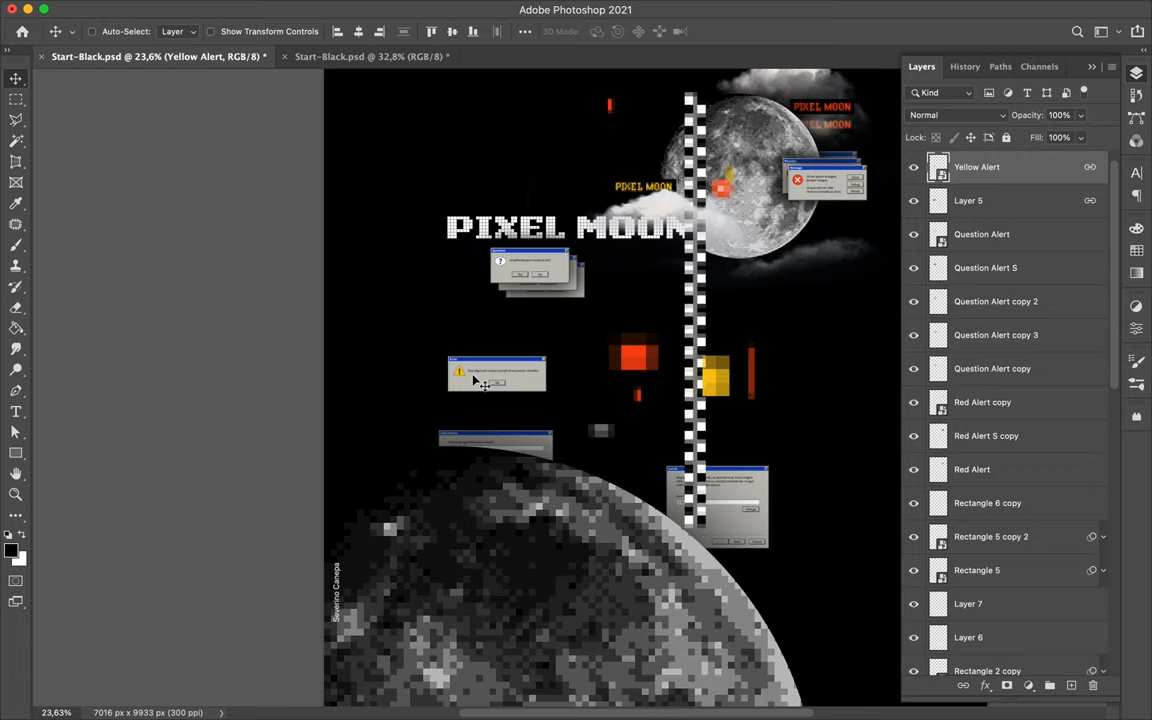 Adobe Photoshop 2021
Auto-Select:
Layer
Show Transform Controls
3D Mode:
Start-Black.psd @ 23,6% (Yellow Alert, RGB/8) *
Start-Black.psd @ 32,8% (RGB/8) *
Layers
History
Paths
Channels
Kind
Normal
Opacity: 100%
Lock:
Fill: 100%
Yellow Alert
Layer 5
Question Alert
Question Alert S
Question Alert copy 2
Question Alert copy 3
Question Alert copy
Red Alert copy
Red Alert S copy
Red Alert
Rectangle 6 copy
Rectangle 5 copy 2
Rectangle 5
Layer 7
Layer 6
Rectangle 2 copy
PIXEL MOON
PIXEL MOON
PIXEL MOON
PIXEL MOON
Severino Canepa
23,63%
7016 px x 9933 px (300 ppi)